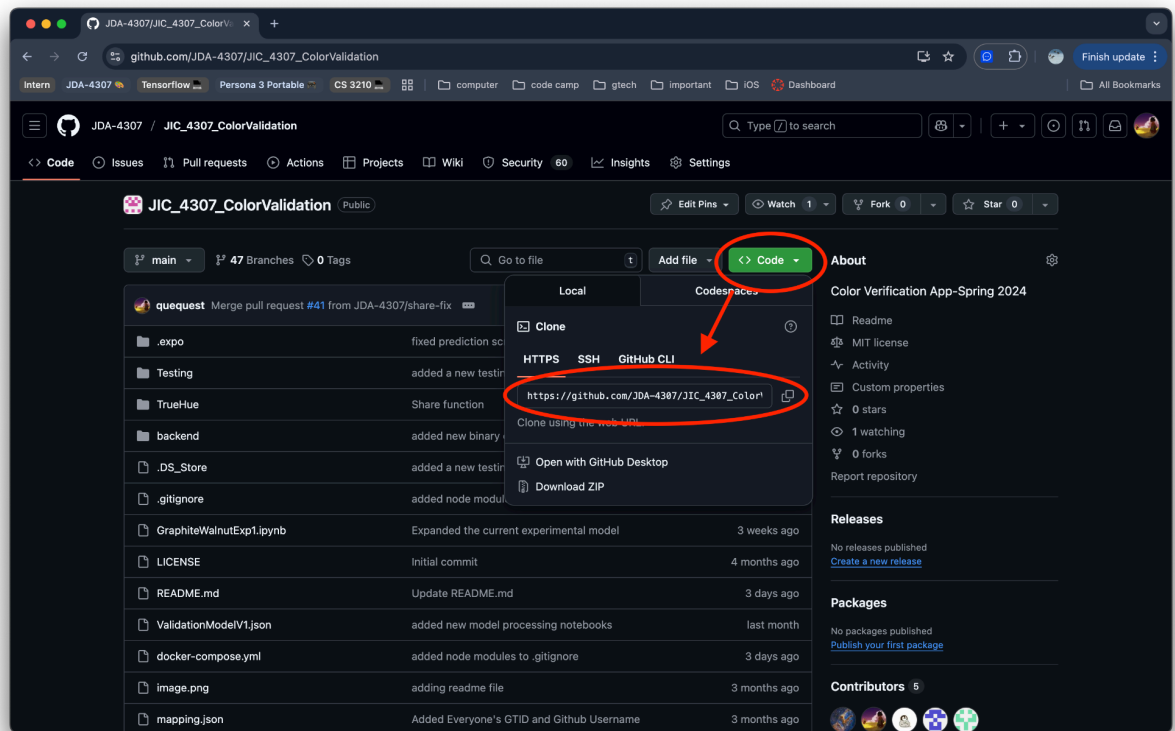 JDA-4307/JIC_4307_ColorVa
github.com/JDA-4307/JIC_4307_ColorValidation
Finish update
Intern JDA-4307 Tensorflow Persona 3 Portable CS 3210 computer code camp gtech important iOS Dashboard All Bookmarks
JDA-4307 / JIC_4307_ColorValidation
Type / to search
Code Issues Pull requests Actions Projects Wiki Security 60 Insights Settings
JIC_4307_ColorValidation Public
Edit Pins Watch 1 Fork 0 Star 0
main 47 Branches 0 Tags
Go to file t
Add file
<> Code
Local Codespaces
Clone
HTTPS SSH GitHub CLI
https://github.com/JDA-4307/JIC_4307_Color
Clone using the web URL.
Open with GitHub Desktop
Download ZIP
quequest Merge pull request #41 from JDA-4307/share-fix
.expo fixed prediction sc
Testing added a new testin
TrueHue Share function
backend added new binary
.DS_Store added a new testin
.gitignore added node modul
GraphiteWalnutExp1.ipynb Expanded the current experimental model 3 weeks ago
LICENSE Initial commit 4 months ago
README.md Update README.md 3 days ago
ValidationModelV1.json added new model processing notebooks last month
docker-compose.yml added node modules to .gitignore 3 days ago
image.png adding readme file 3 months ago
mapping.json Added Everyone's GTID and Github Username 3 months ago
About
Color Verification App-Spring 2024
Readme
MIT license
Activity
Custom properties
0 stars
1 watching
0 forks
Report repository
Releases
No releases published
Create a new release
Packages
No packages published
Publish your first package
Contributors 5